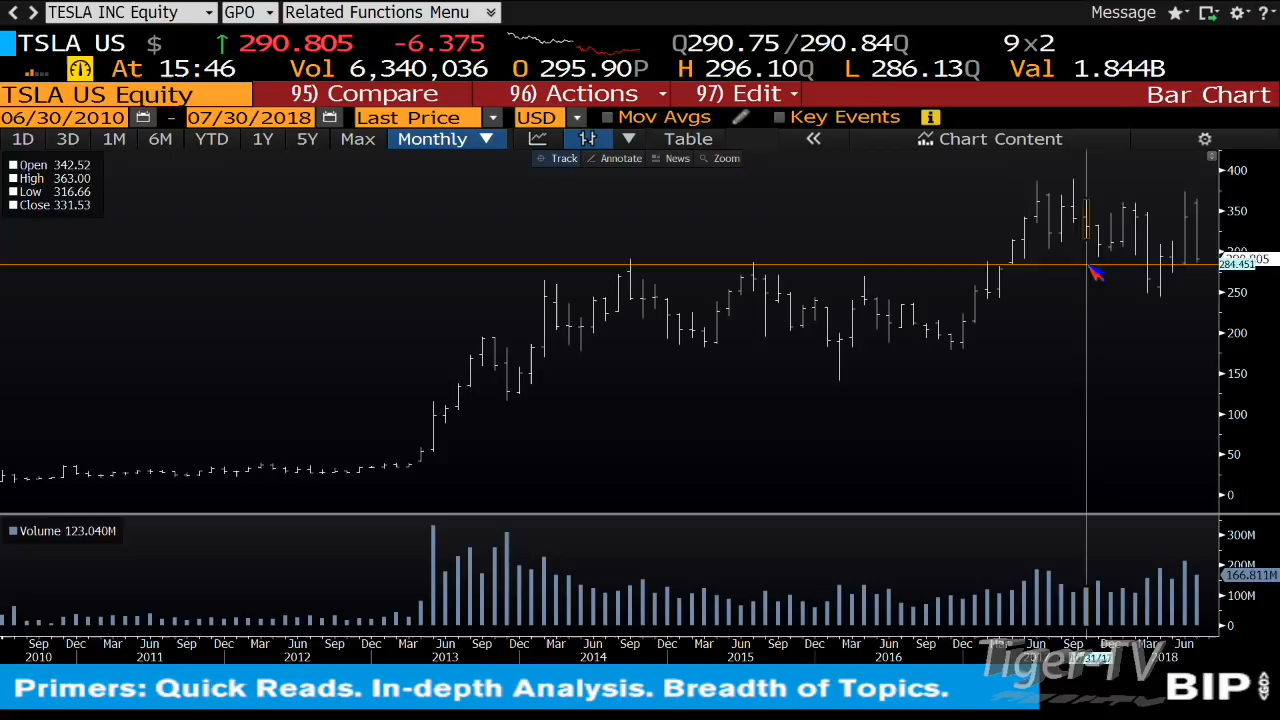 TESLA INC Equity GPO Related Functions Menu Message ?
TSLA US $ ↑ 290.805 -6.375 Q290.75/290.84Q 9x2
At 15:46 Vol 6,340,036 O 295.90P H 296.10Q L 286.13Q Val 1.844B
TSLA US Equity 95) Compare 96) Actions 97) Edit Bar Chart
06/30/2010 - 07/30/2018 Last Price USD Mov Avgs Key Events i
1D 3D 1M 6M YTD 1Y 5Y Max Monthly ▼ Table « Chart Content
Track Annotate News Zoom
Open 342.52
High 363.00
Low 316.66
Close 331.53
400
350
300
284.451
250
200
150
100
50
0
Volume 123.040M
300M
200M
166.811M
100M
0
Sep Dec Mar Jun Sep Dec Mar Jun Sep Dec Mar Jun Sep Dec Mar Jun Sep Dec Mar Jun Sep Dec Mar Jun Sep Dec Mar Jun Sep Dec Mar Jun
2010 2011 2012 2013 2014 2015 2016 2018
Tiger-TV
Primers: Quick Reads. In-depth Analysis. Breadth of Topics. BIP GO